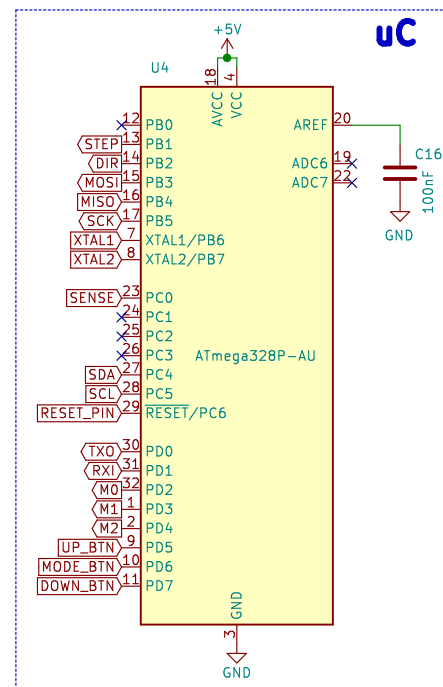 uC
+5V
U4
18 4
AVCC VCC
12 PB0
STEP 13 PB1
DIR 14 PB2
MOSI 15 PB3
MISO 16 PB4
SCK 17 PB5
XTAL1 7 XTAL1/PB6
XTAL2 8 XTAL2/PB7
AREF 20
ADC6 19
ADC7 22
C16
100nF
GND
SENSE 23 PC0
24 PC1
25 PC2
26 PC3
ATmega328P-AU
SDA 27 PC4
SCL 28 PC5
RESET_PIN 29 RESET/PC6
TXO 30 PD0
RXI 31 PD1
M0 32 PD2
M1 1 PD3
M2 2 PD4
UP_BTN 9 PD5
MODE_BTN 10 PD6
DOWN_BTN 11 PD7
GND
3
GND